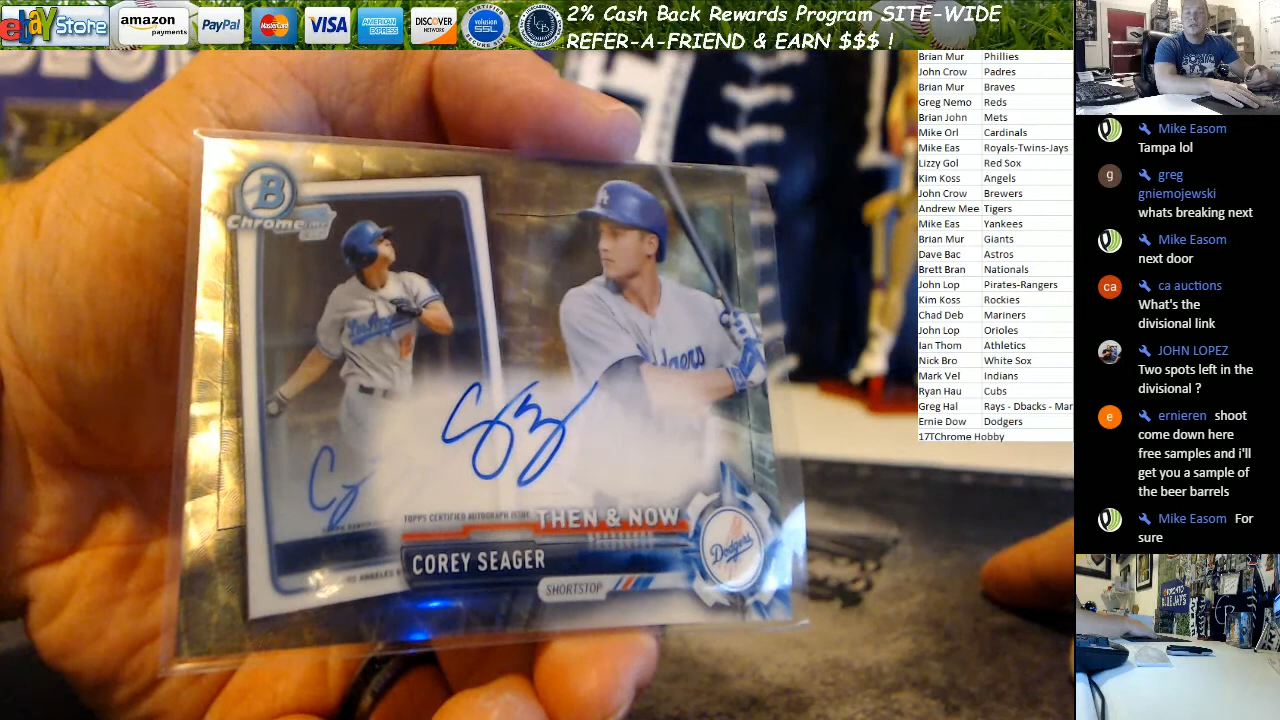 ebay Store
amazon payments
PayPal
MasterCard
VISA
AMERICAN EXPRESS
DISCOVER NETWORK
volusion SSL
2% Cash Back Rewards Program SITE-WIDE
REFER-A-FRIEND & EARN $$$ !
Brian Mur Phillies
John Crow Padres
Brian Mur Braves
Greg Nemo Reds
Brian John Mets
Mike Orl Cardinals
Mike Eas Royals-Twins-Jays
Lizzy Gol Red Sox
Kim Koss Angels
John Crow Brewers
Andrew Mee Tigers
Mike Eas Yankees
Brian Mur Giants
Dave Bac Astros
Brett Bran Nationals
John Lop Pirates-Rangers
Kim Koss Rockies
Chad Deb Mariners
John Lop Orioles
Ian Thom Athletics
Nick Bro White Sox
Mark Vel Indians
Ryan Hau Cubs
Greg Hal Rays - Dbacks - Mar
Ernie Dow Dodgers
17TChrome Hobby
Mike Easom
Tampa lol
greg
gniemojewski
whats breaking next
Mike Easom
next door
ca auctions
What's the
divisional link
JOHN LOPEZ
Two spots left in the
divisional ?
ernieren shoot
come down here
free samples and i'll
get you a sample of
the beer barrels
Mike Easom For
sure
B
Chrome
TOPPS CERTIFIED AUTOGRAPH ISSUE
THEN & NOW
COREY SEAGER
SHORTSTOP
Dodgers